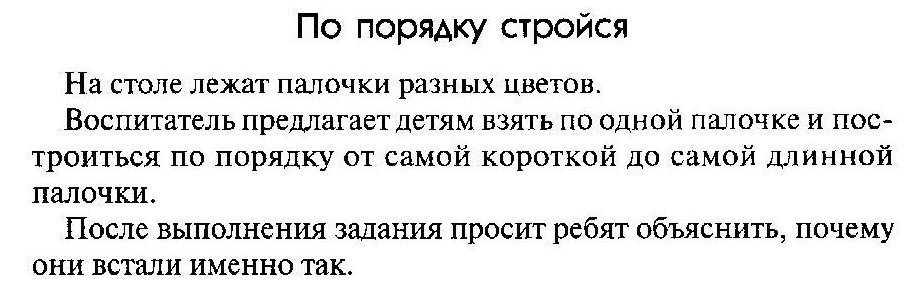 По порядку стройся
На столе лежат палочки разных цветов.
Воспитатель предлагает детям взять по одной палочке и пос-
троиться по порядку от самой короткой до самой длинной
палочки.
После выполнения задания просит ребят объяснить, почему
они встали именно так.